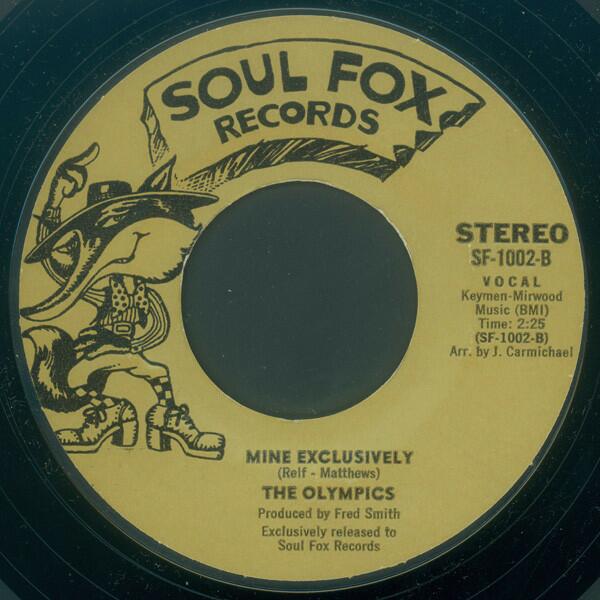 SOUL FOX
RECORDS
STEREO
SF-1002-B
VOCAL
Keymen-Mirwood
Music (BMI)
Time: 2:25
(SF-1002-B)
Arr. by J. Carmichael
MINE EXCLUSIVELY
(Relf - Matthews)
THE OLYMPICS
Produced by Fred Smith
Exclusively released to
Soul Fox Records